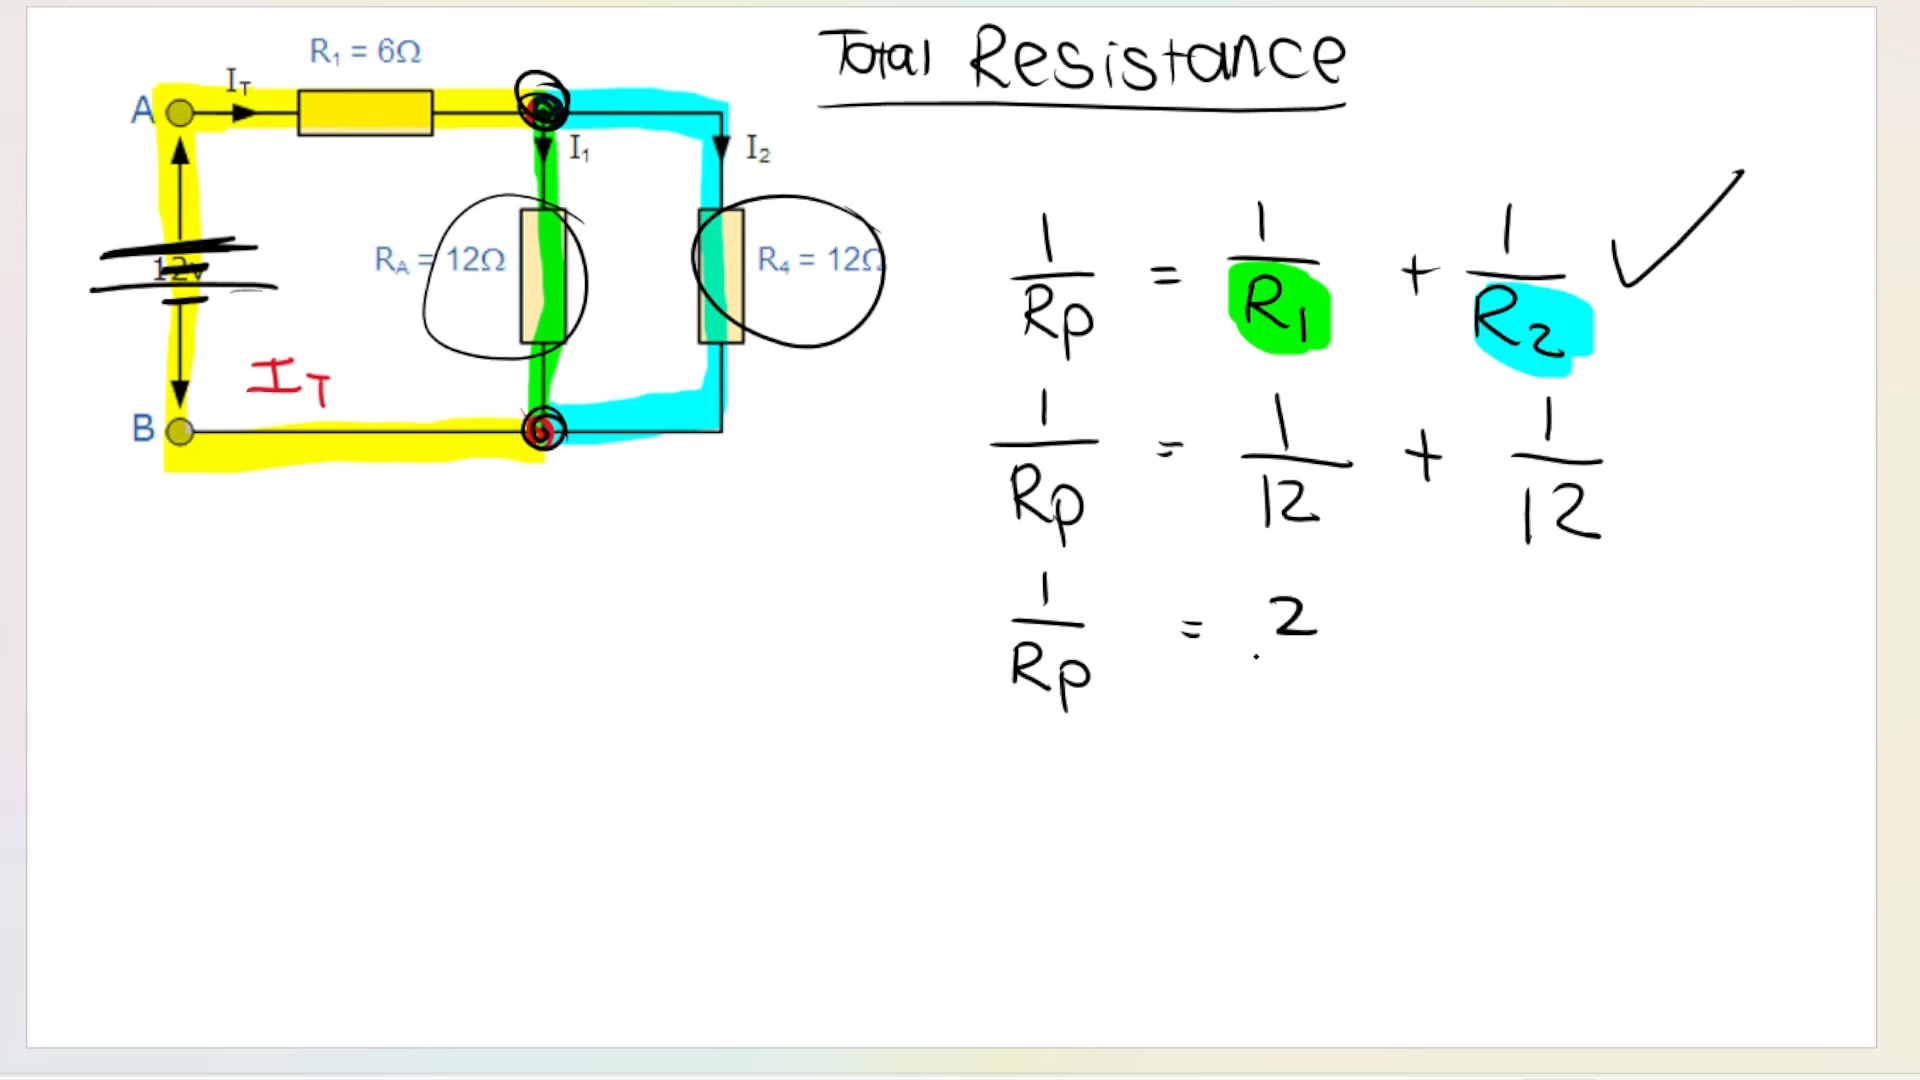 Total Resistance
R₁ = 6Ω
I_T
A
I₁
I₂
12v
R_A = 12Ω
R₄ = 12Ω
I_T
B
1/Rp = 1/R₁ + 1/R₂ ✓
1/Rp = 1/12 + 1/12
1/Rp = 2